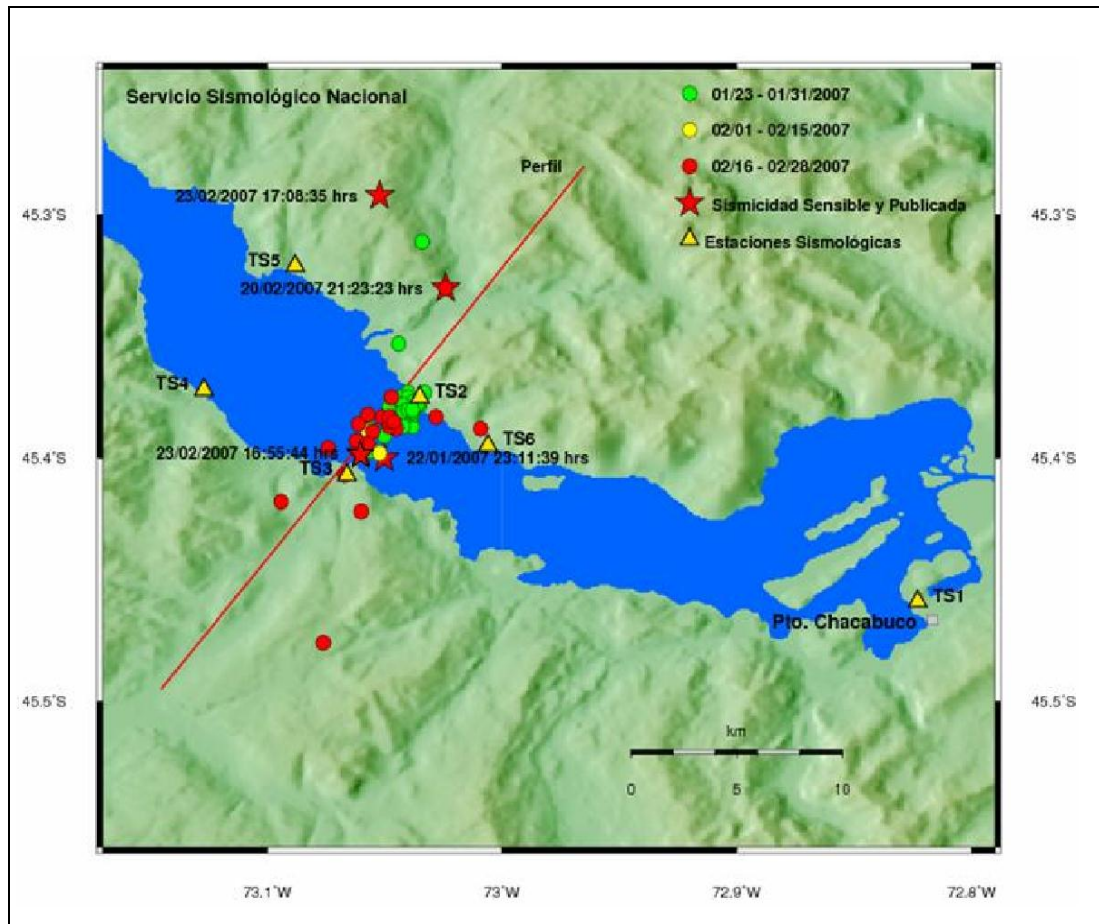 Servicio Sismológico Nacional
01/23 - 01/31/2007
02/01 - 02/15/2007
02/16 - 02/28/2007
Sismicidad Sensible y Publicada
Estaciones Sismológicas
Perfil
23/02/2007 17:08:35 hrs
45.3°S
45.3°S
TS5
20/02/2007 21:23:23 hrs
TS4
TS2
TS6
23/02/2007 16:55:44 hrs
22/01/2007 23:11:39 hrs
45.4°S
45.4°S
TS3
TS1
Pto. Chacabuco
45.5°S
45.5°S
km
0 5 10
73.1°W 73°W 72.9°W 72.8°W